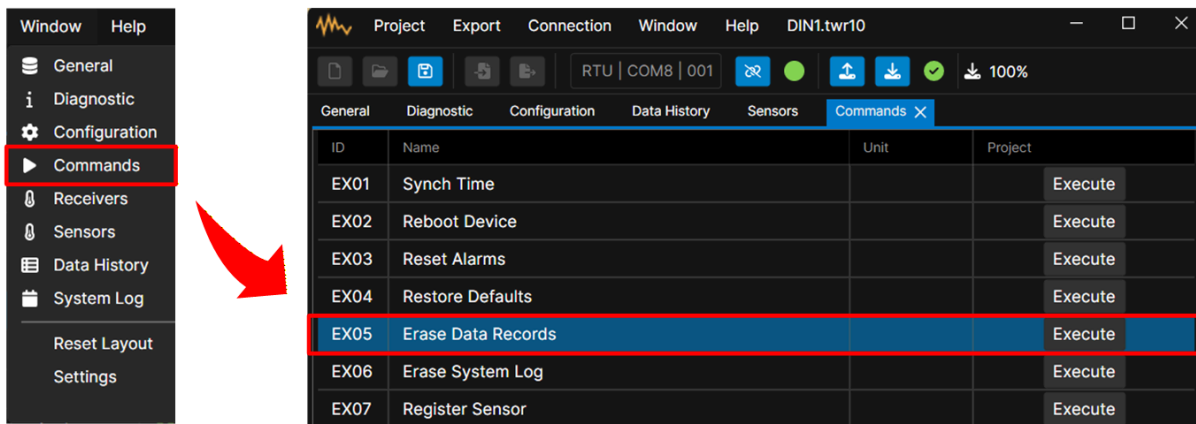 Window Help
General
Diagnostic
Configuration
Commands
Receivers
Sensors
Data History
System Log
Reset Layout
Settings
Project Export Connection Window Help DIN1.twr10
RTU | COM8 | 001 100%
General Diagnostic Configuration Data History Sensors Commands
ID Name Unit Project
EX01 Synch Time Execute
EX02 Reboot Device Execute
EX03 Reset Alarms Execute
EX04 Restore Defaults Execute
EX05 Erase Data Records Execute
EX06 Erase System Log Execute
EX07 Register Sensor Execute